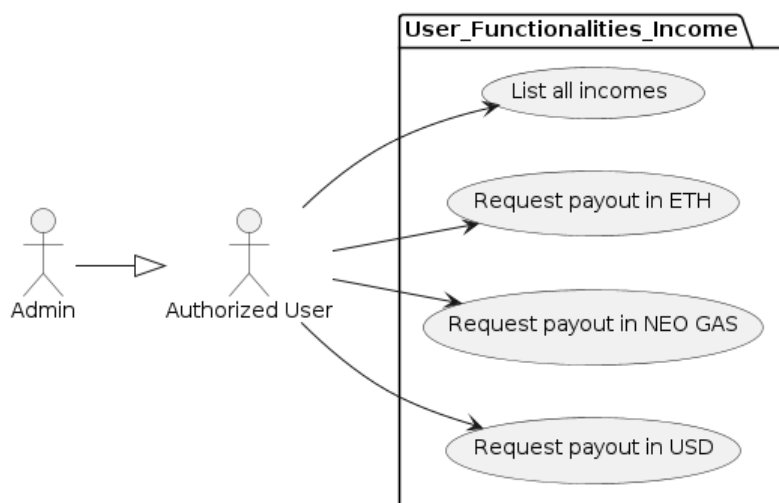 User_Functionalities_Income
List all incomes
Request payout in ETH
Admin
Authorized User
Request payout in NEO GAS
Request payout in USD